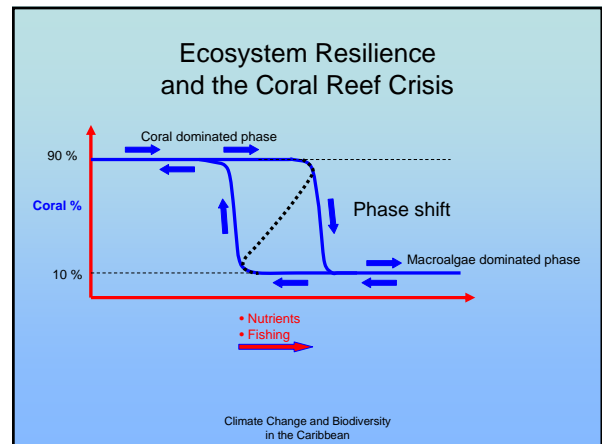 Ecosystem Resilience
and the Coral Reef Crisis
Coral dominated phase
90 %
Coral %
Phase shift
Macroalgae dominated phase
10 %
• Nutrients
• Fishing
Climate Change and Biodiversity
in the Caribbean